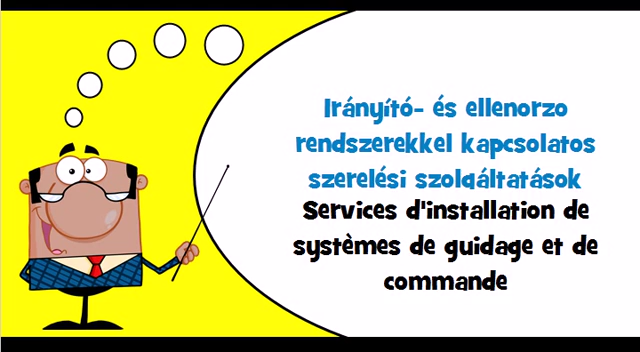 Irányító- és ellenorzo
rendszerekkel kapcsolatos
szerelési szolgáltatások
Services d'installation de
systèmes de guidage et de
commande